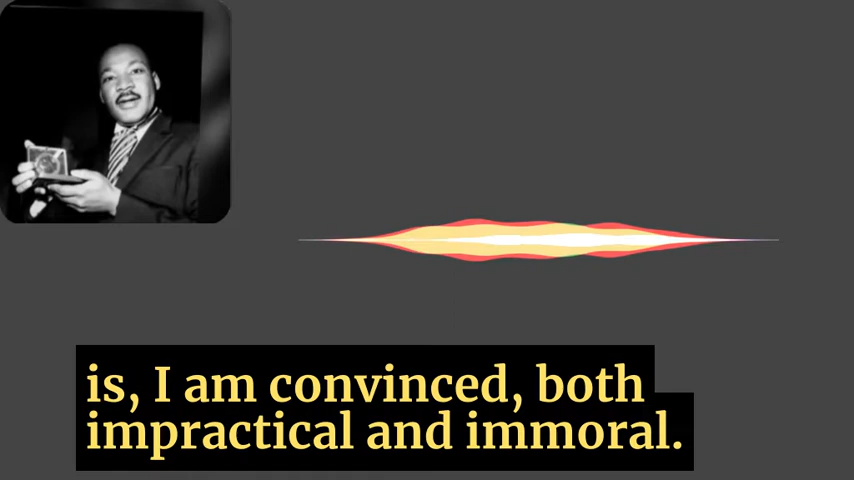 is, I am convinced, both
impractical and immoral.